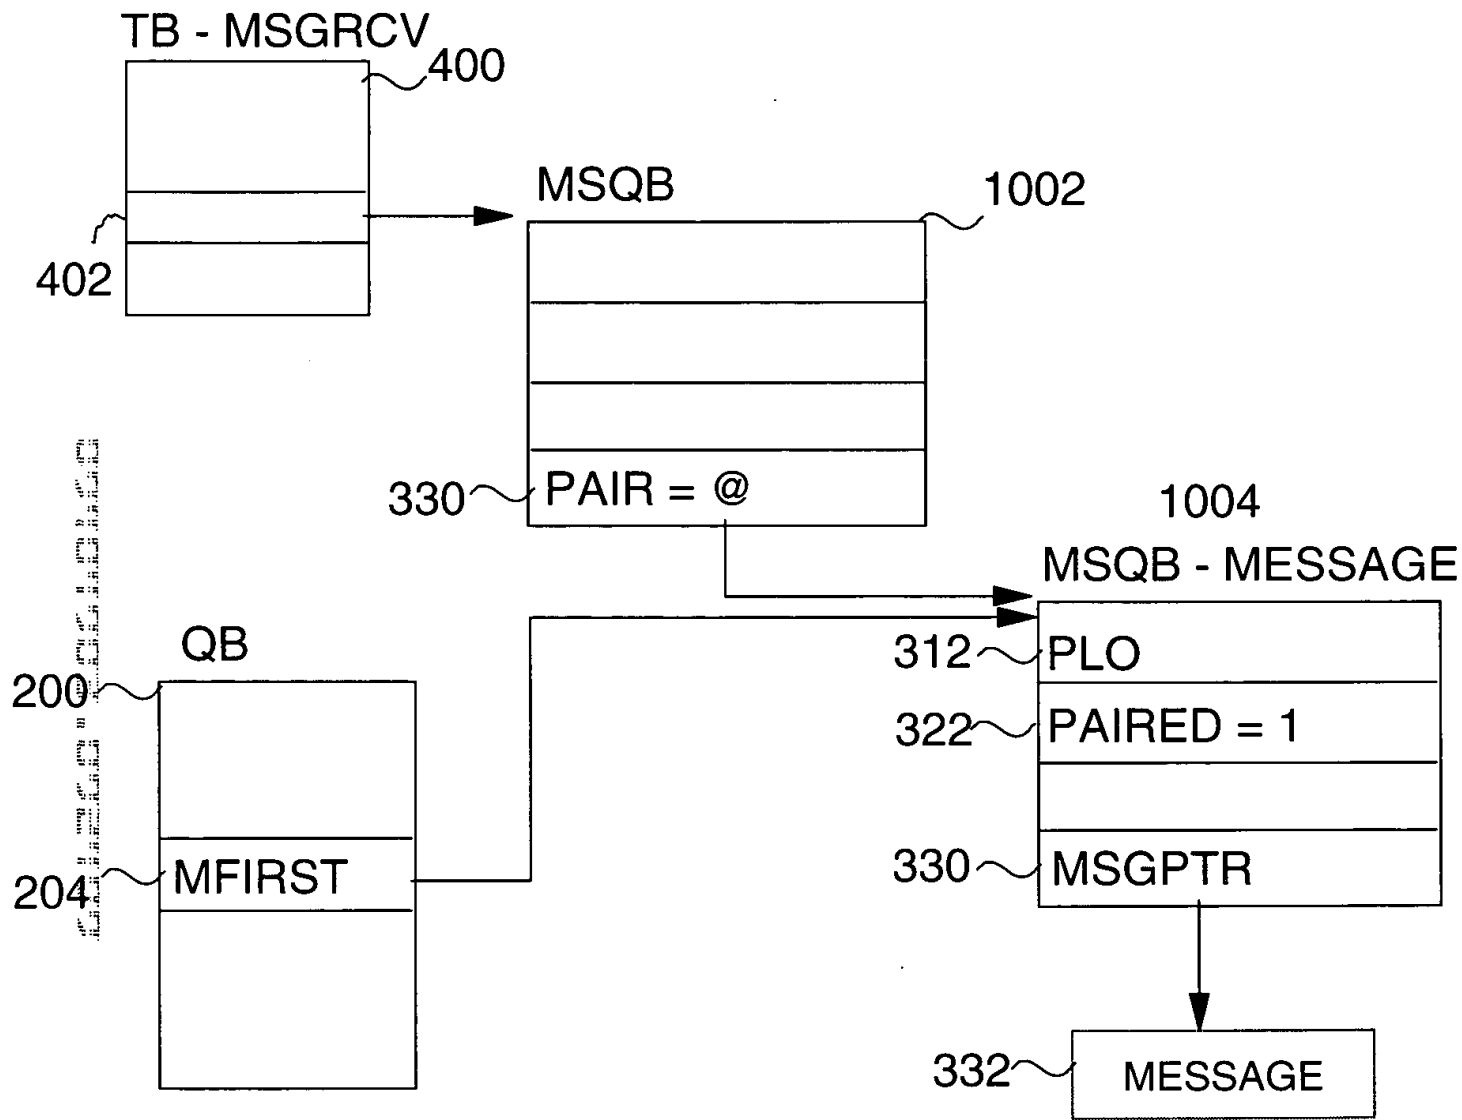 TB - MSGRCV
400
MSQB
1002
402
330
PAIR = @
1004
MSQB - MESSAGE
QB
312
PLO
200
322
PAIRED = 1
204
MFIRST
330
MSGPTR
332
MESSAGE